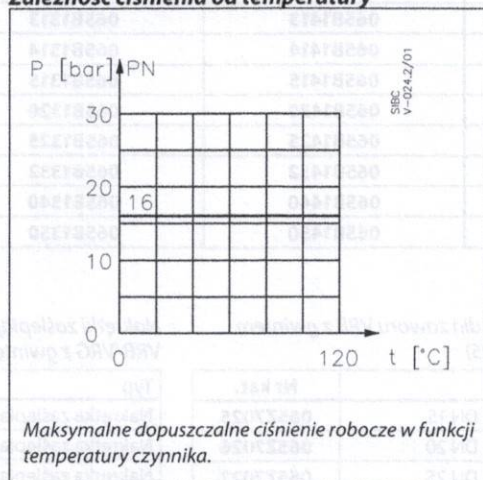 Zależność ciśnienia od temperatury
P [bar] PN
SIBC
V-024.2/01
30
20
16
10
0
0 120 t [°C]
Maksymalne dopuszczalne ciśnienie robocze w funkcji
temperatury czynnika.